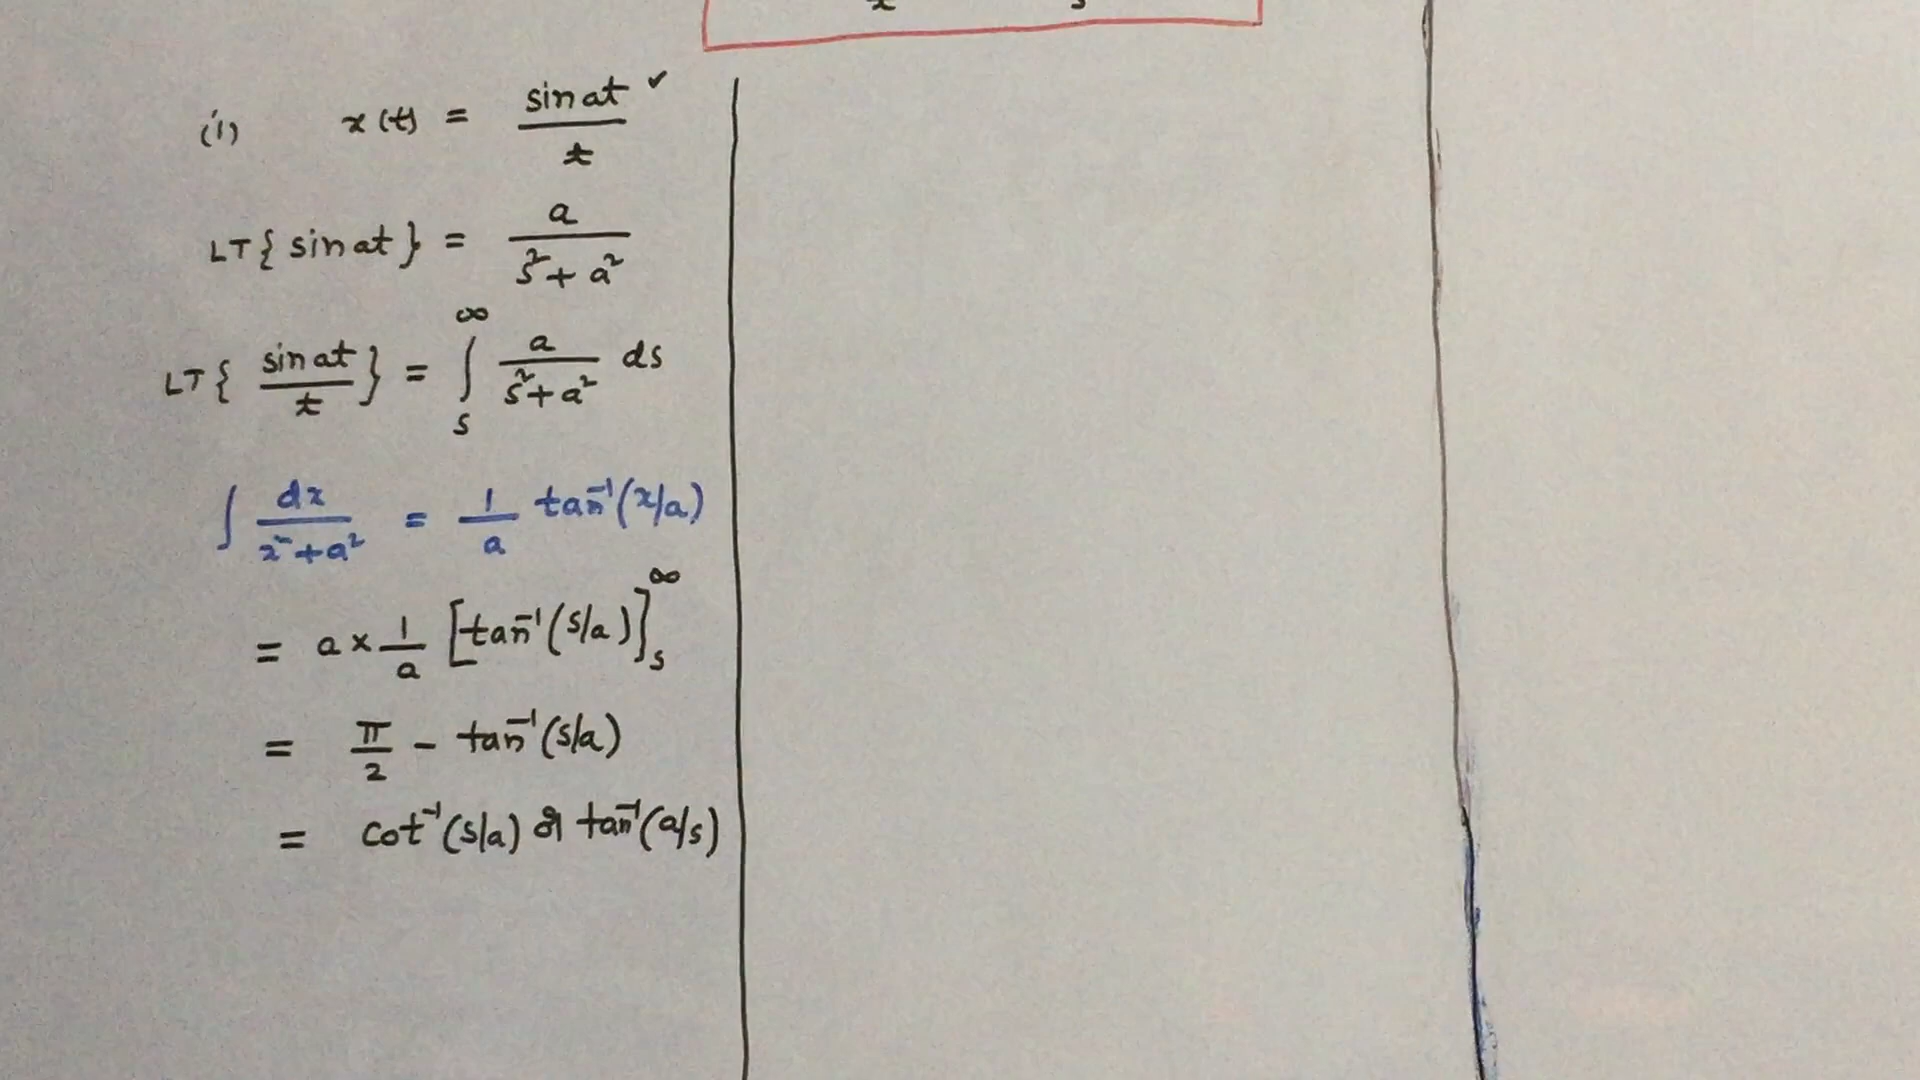 (i) x(t) = sin at / t ✓
LT{ sin at } = a / s² + a²
LT{ sin at / t } = ∫ₛ^∞ a / s² + a² ds
∫ dx / x² + a² = 1/a tan⁻¹(x/a)
= a × 1/a [tan⁻¹(s/a)]ₛ^∞
= π/2 - tan⁻¹(s/a)
= cot⁻¹(s/a) or tan⁻¹(a/s)